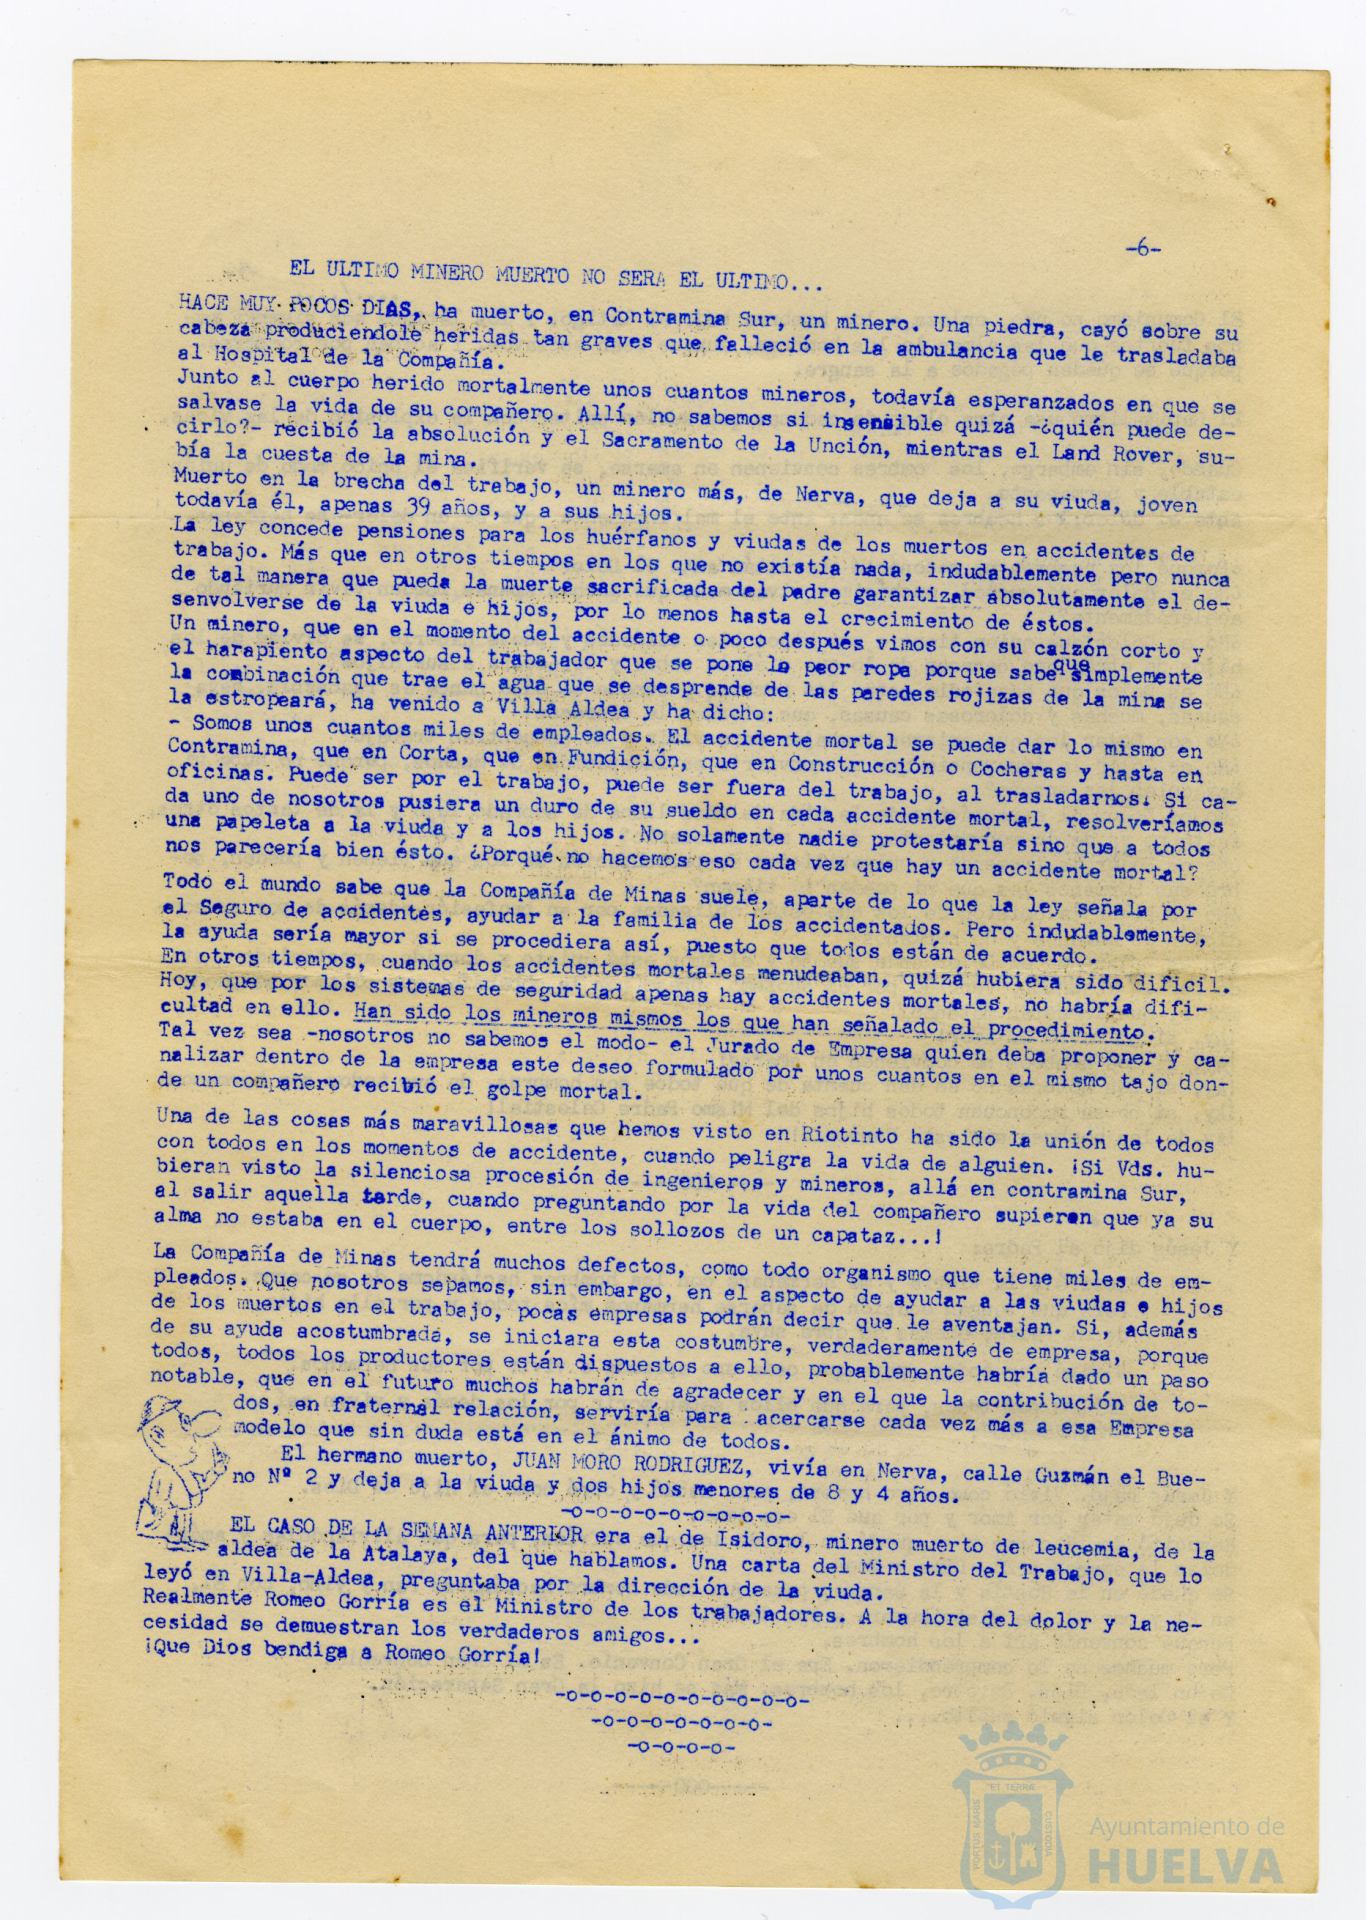 -6-
EL ULTIMO MINERO MUERTO NO SERA EL ULTIMO...
HACE MUY POCOS DIAS, ha muerto, en Contramina Sur, un minero. Una piedra, cayó sobre su
cabeza produciendole heridas tan graves que falleció en la ambulancia que le trasladaba
al Hospital de la Compañía.
Junto al cuerpo herido mortalmente unos cuantos mineros, todavía esperanzados en que se
salvase la vida de su compañero. Allí, no sabemos si insensible quizá -¿quién puede de-
cirlo?- recibió la absolución y el Sacramento de la Unción, mientras el Land Rover, su-
bía la cuesta de la mina.
Muerto en la brecha del trabajo, un minero más, de Nerva, que deja a su viuda, joven
todavía él, apenas 39 años, y a sus hijos.
La ley concede pensiones para los huérfanos y viudas de los muertos en accidentes de
trabajo. Más que en otros tiempos en los que no existía nada, indudablemente pero nunca
de tal manera que pueda la muerte sacrificada del padre garantizar absolutamente el de-
senvolverse de la viuda e hijos, por lo menos hasta el crecimiento de éstos.
Un minero, que en el momento del accidente o poco después vimos con su calzón corto y
el harapiento aspecto del trabajador que se pone la peor ropa porque sabe que simplemente
la combinación que trae el agua que se desprende de las paredes rojizas de la mina se
la estropeará, ha venido a Villa Aldea y ha dicho:
- Somos unos cuantos miles de empleados. El accidente mortal se puede dar lo mismo en
Contramina, que en Corta, que en Fundición, que en Construcción o Cocheras y hasta en
oficinas. Puede ser por el trabajo, puede ser fuera del trabajo, al trasladarnos. Si ca-
da uno de nosotros pusiera un duro de su sueldo en cada accidente mortal, resolveríamos
una papeleta a la viuda y a los hijos. No solamente nadie protestaría sino que a todos
nos parecería bien ésto. ¿Porqué no hacemos eso cada vez que hay un accidente mortal?
Todo el mundo sabe que la Compañía de Minas suele, aparte de lo que la ley señala por
el Seguro de accidentes, ayudar a la familia de los accidentados. Pero indudablemente,
la ayuda sería mayor si se procediera así, puesto que todos están de acuerdo.
En otros tiempos, cuando los accidentes mortales menudeaban, quizá hubiera sido dificil.
Hoy, que por los sistemas de seguridad apenas hay accidentes mortales, no habría difi-
cultad en ello. Han sido los mineros mismos los que han señalado el procedimiento.
Tal vez sea -nosotros no sabemos el modo- el Jurado de Empresa quien deba proponer y ca-
nalizar dentro de la empresa este deseo formulado por unos cuantos en el mismo tajo don-
de un compañero recibió el golpe mortal.
Una de las cosas más maravillosas que hemos visto en Riotinto ha sido la unión de todos
con todos en los momentos de accidente, cuando peligra la vida de alguien. ¡Si Vds. hu-
bieran visto la silenciosa procesión de ingenieros y mineros, allá en contramina Sur,
al salir aquella tarde, cuando preguntando por la vida del compañero supieron que ya su
alma no estaba en el cuerpo, entre los sollozos de un capataz...!
La Compañía de Minas tendrá muchos defectos, como todo organismo que tiene miles de em-
pleados. Que nosotros sepamos, sin embargo, en el aspecto de ayudar a las viudas e hijos
de los muertos en el trabajo, pocas empresas podrán decir que le aventajan. Si, además
de su ayuda acostumbrada, se iniciara esta costumbre, verdaderamente de empresa, porque
todos, todos los productores están dispuestos a ello, probablemente habría dado un paso
notable, que en el futuro muchos habrán de agradecer y en el que la contribución de to-
dos, en fraternal relación, serviría para acercarse cada vez más a esa Empresa
modelo que sin duda está en el ánimo de todos.
El hermano muerto, JUAN MORO RODRIGUEZ, vivía en Nerva, calle Guzmán el Bue-
no Nº 2 y deja a la viuda y dos hijos menores de 8 y 4 años.
-o-o-o-o-o-o-o-o-o-
EL CASO DE LA SEMANA ANTERIOR era el de Isidoro, minero muerto de leucemia, de la
aldea de la Atalaya, del que hablamos. Una carta del Ministro del Trabajo, que lo
leyó en Villa-Aldea, preguntaba por la dirección de la viuda.
Realmente Romeo Gorría es el Ministro de los trabajadores. A la hora del dolor y la ne-
cesidad se demuestran los verdaderos amigos...
¡Que Dios bendiga a Romeo Gorría!
-o-o-o-o-o-o-o-o-o-o-
-o-o-o-o-o-o-o-
-o-o-o-o-
ET TERRÆ
PORTUS MARIS
CUSTODIA
Ayuntamiento de
HUELVA